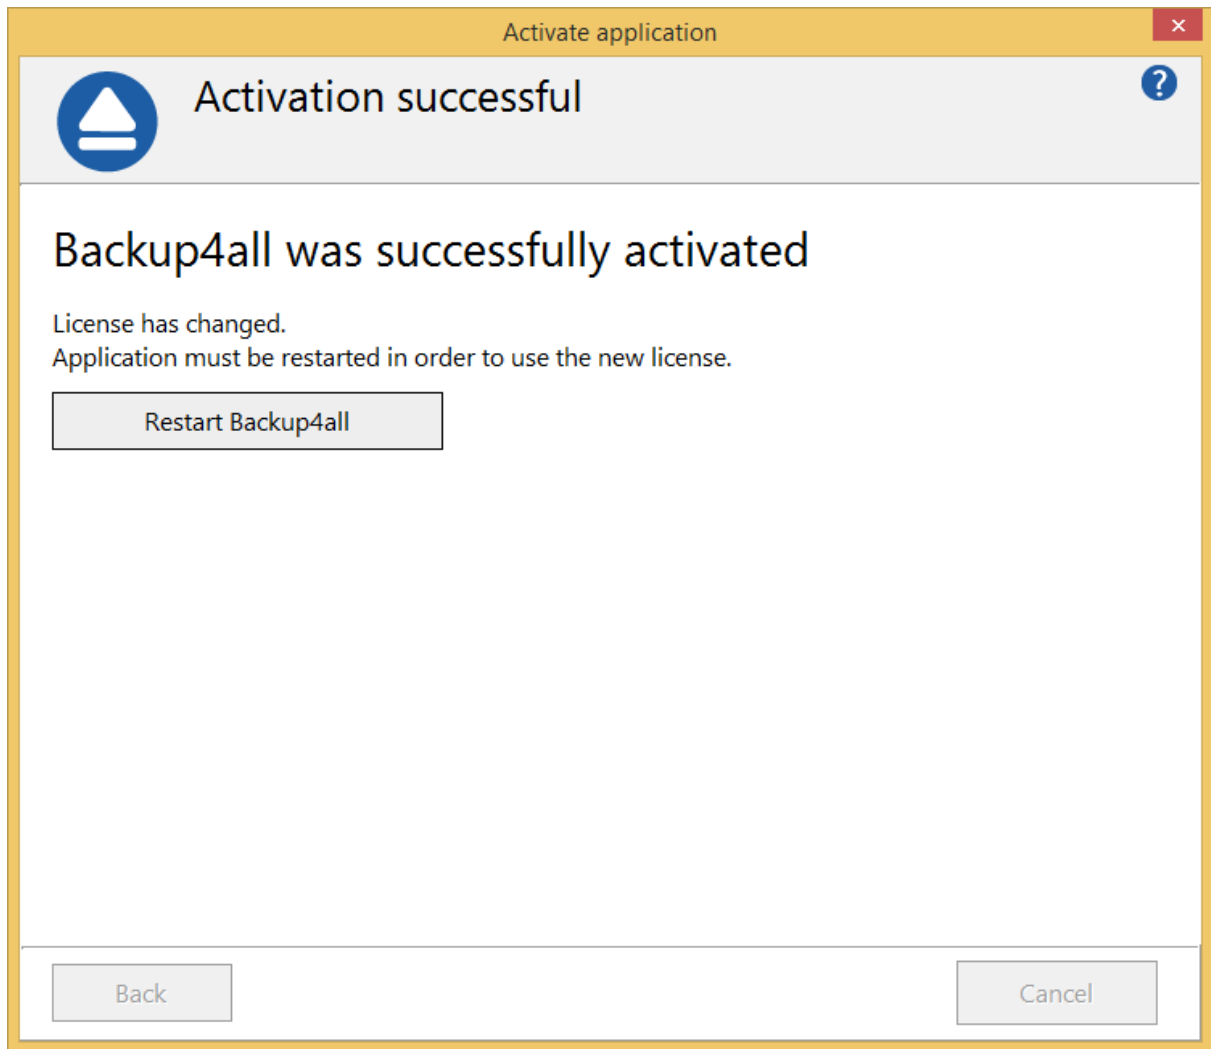 Activate application
Activation successful
?
Backup4all was successfully activated
License has changed.
Application must be restarted in order to use the new license.
Restart Backup4all
Back
Cancel